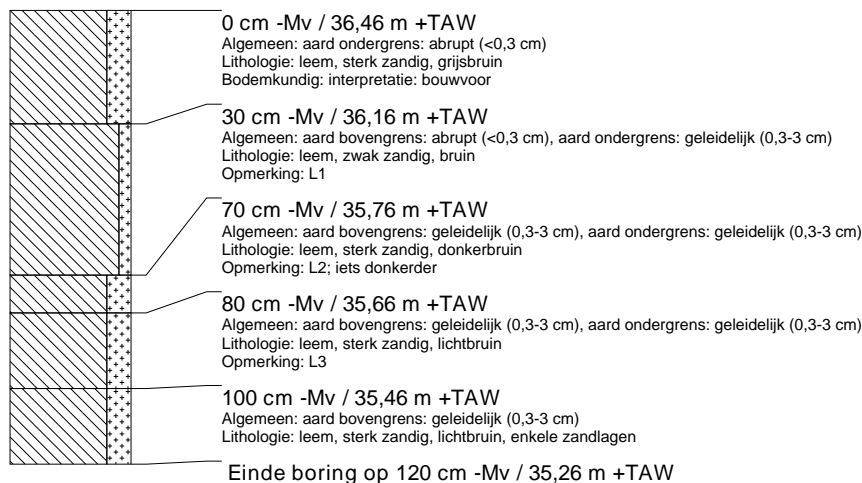 0 cm -Mv / 36,46 m +TAW
Algemeen: aard ondergrens: abrupt (<0,3 cm)
Lithologie: leem, sterk zandig, grijsbruin
Bodemkundig: interpretatie: bouwvoor
30 cm -Mv / 36,16 m +TAW
Algemeen: aard bovengrens: abrupt (<0,3 cm), aard ondergrens: geleidelijk (0,3-3 cm)
Lithologie: leem, zwak zandig, bruin
Opmerking: L1
70 cm -Mv / 35,76 m +TAW
Algemeen: aard bovengrens: geleidelijk (0,3-3 cm), aard ondergrens: geleidelijk (0,3-3 cm)
Lithologie: leem, sterk zandig, donkerbruin
Opmerking: L2; iets donkerder
80 cm -Mv / 35,66 m +TAW
Algemeen: aard bovengrens: geleidelijk (0,3-3 cm), aard ondergrens: geleidelijk (0,3-3 cm)
Lithologie: leem, sterk zandig, lichtbruin
Opmerking: L3
100 cm -Mv / 35,46 m +TAW
Algemeen: aard bovengrens: geleidelijk (0,3-3 cm)
Lithologie: leem, sterk zandig, lichtbruin, enkele zandlagen
Einde boring op 120 cm -Mv / 35,26 m +TAW